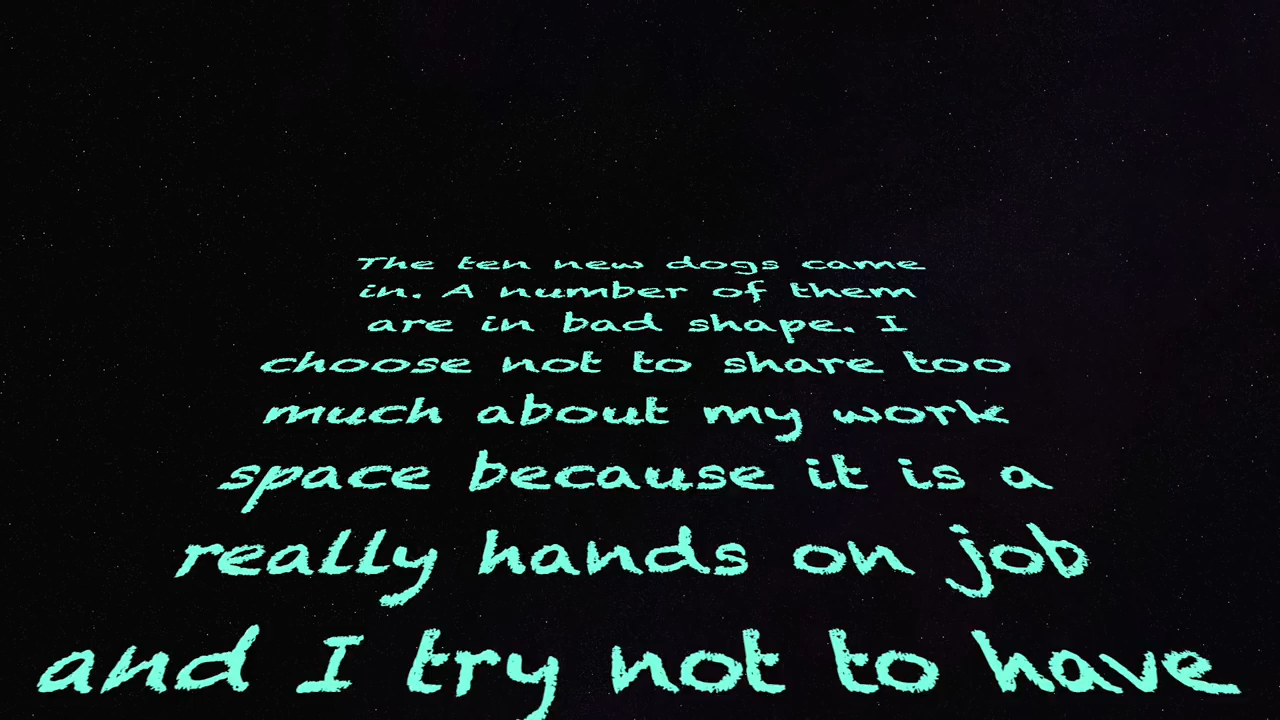 The ten new dogs came
in. A number of them
are in bad shape. I
choose not to share too
much about my work
space because it is a
really hands on job
and I try not to have